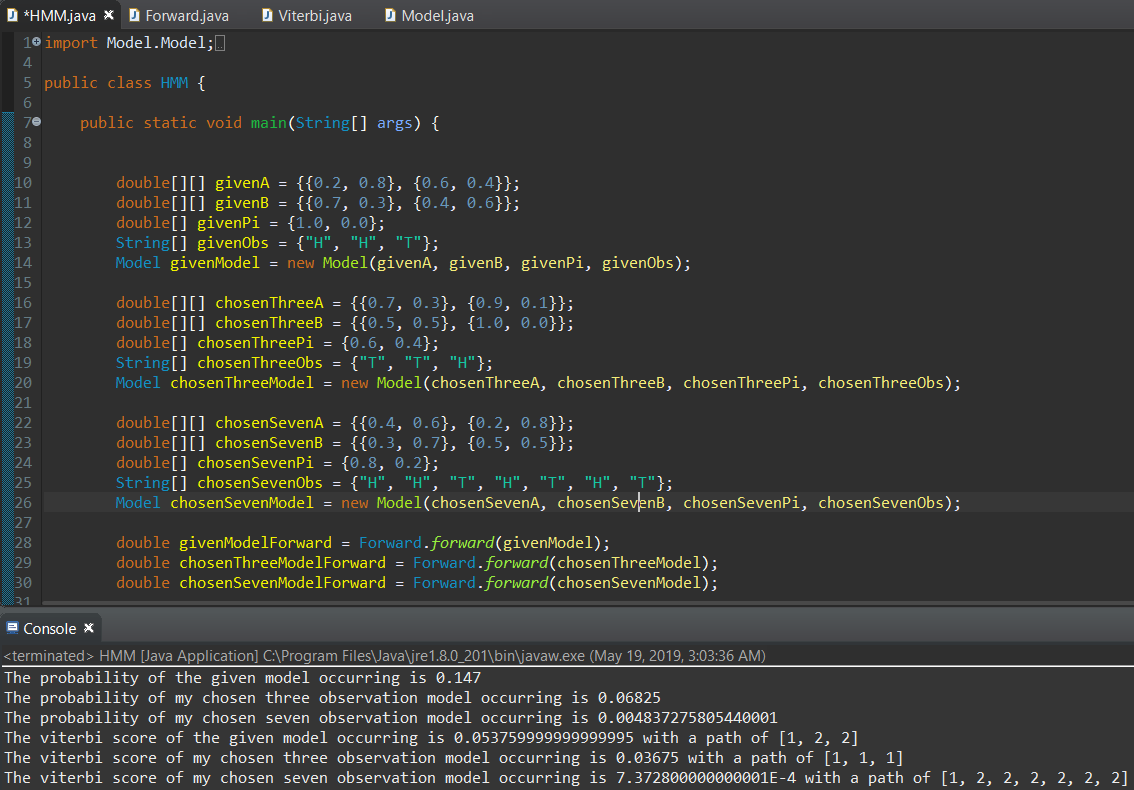 *HMM.java Forward.java Viterbi.java Model.java
1 import Model.Model;
4
5 public class HMM {
6
7 public static void main(String[] args) {
8
9
10 double[][] givenA = {{0.2, 0.8}, {0.6, 0.4}};
11 double[][] givenB = {{0.7, 0.3}, {0.4, 0.6}};
12 double[] givenPi = {1.0, 0.0};
13 String[] givenObs = {"H", "H", "T"};
14 Model givenModel = new Model(givenA, givenB, givenPi, givenObs);
15
16 double[][] chosenThreeA = {{0.7, 0.3}, {0.9, 0.1}};
17 double[][] chosenThreeB = {{0.5, 0.5}, {1.0, 0.0}};
18 double[] chosenThreePi = {0.6, 0.4};
19 String[] chosenThreeObs = {"T", "T", "H"};
20 Model chosenThreeModel = new Model(chosenThreeA, chosenThreeB, chosenThreePi, chosenThreeObs);
21
22 double[][] chosenSevenA = {{0.4, 0.6}, {0.2, 0.8}};
23 double[][] chosenSevenB = {{0.3, 0.7}, {0.5, 0.5}};
24 double[] chosenSevenPi = {0.8, 0.2};
25 String[] chosenSevenObs = {"H", "H", "T", "H", "T", "H", "T"};
26 Model chosenSevenModel = new Model(chosenSevenA, chosenSevenB, chosenSevenPi, chosenSevenObs);
27
28 double givenModelForward = Forward.forward(givenModel);
29 double chosenThreeModelForward = Forward.forward(chosenThreeModel);
30 double chosenSevenModelForward = Forward.forward(chosenSevenModel);
31
Console
<terminated> HMM [Java Application] C:\Program Files\Java\jre1.8.0_201\bin\javaw.exe (May 19, 2019, 3:03:36 AM)
The probability of the given model occurring is 0.147
The probability of my chosen three observation model occurring is 0.06825
The probability of my chosen seven observation model occurring is 0.004837275805440001
The viterbi score of the given model occurring is 0.053759999999999995 with a path of [1, 2, 2]
The viterbi score of my chosen three observation model occurring is 0.03675 with a path of [1, 1, 1]
The viterbi score of my chosen seven observation model occurring is 7.372800000000001E-4 with a path of [1, 2, 2, 2, 2, 2, 2]